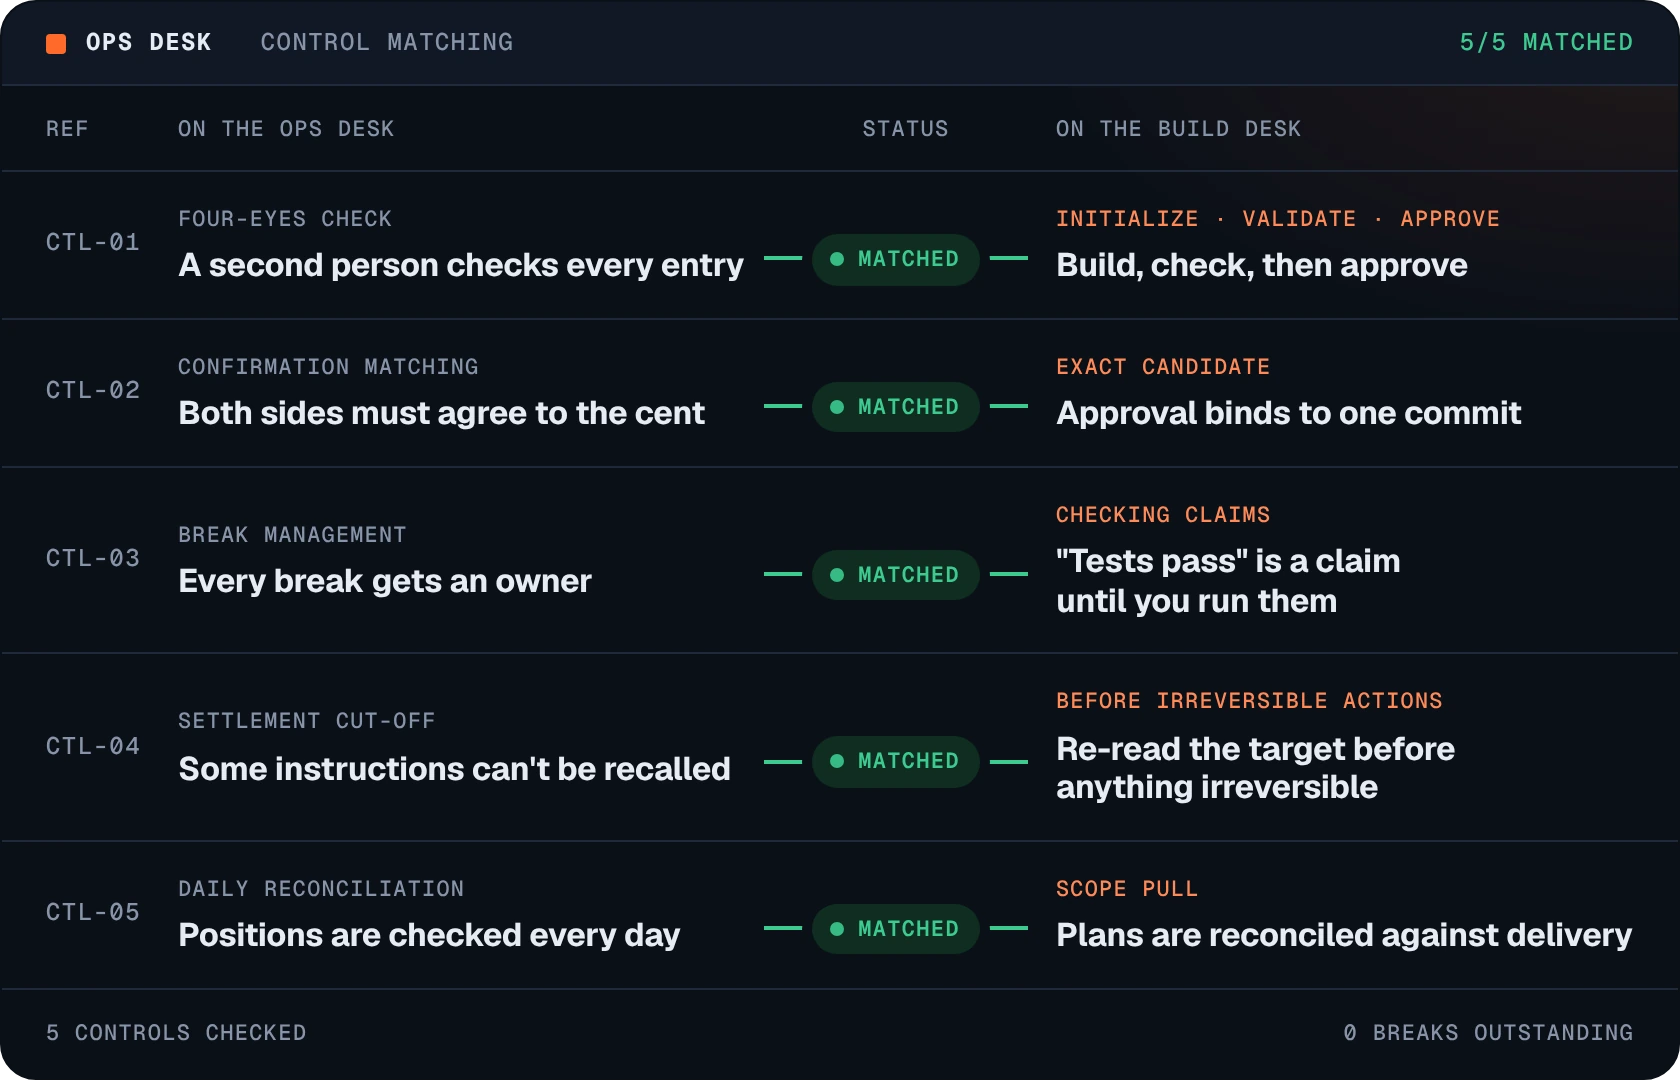 OPS DESK CONTROL MATCHING 5/5 MATCHED
REF ON THE OPS DESK STATUS ON THE BUILD DESK
CTL-01
FOUR-EYES CHECK
A second person checks every entry
MATCHED
INITIALIZE · VALIDATE · APPROVE
Build, check, then approve
CTL-02
CONFIRMATION MATCHING
Both sides must agree to the cent
MATCHED
EXACT CANDIDATE
Approval binds to one commit
CTL-03
BREAK MANAGEMENT
Every break gets an owner
MATCHED
CHECKING CLAIMS
"Tests pass" is a claim
until you run them
CTL-04
SETTLEMENT CUT-OFF
Some instructions can't be recalled
MATCHED
BEFORE IRREVERSIBLE ACTIONS
Re-read the target before
anything irreversible
CTL-05
DAILY RECONCILIATION
Positions are checked every day
MATCHED
SCOPE PULL
Plans are reconciled against delivery
5 CONTROLS CHECKED 0 BREAKS OUTSTANDING